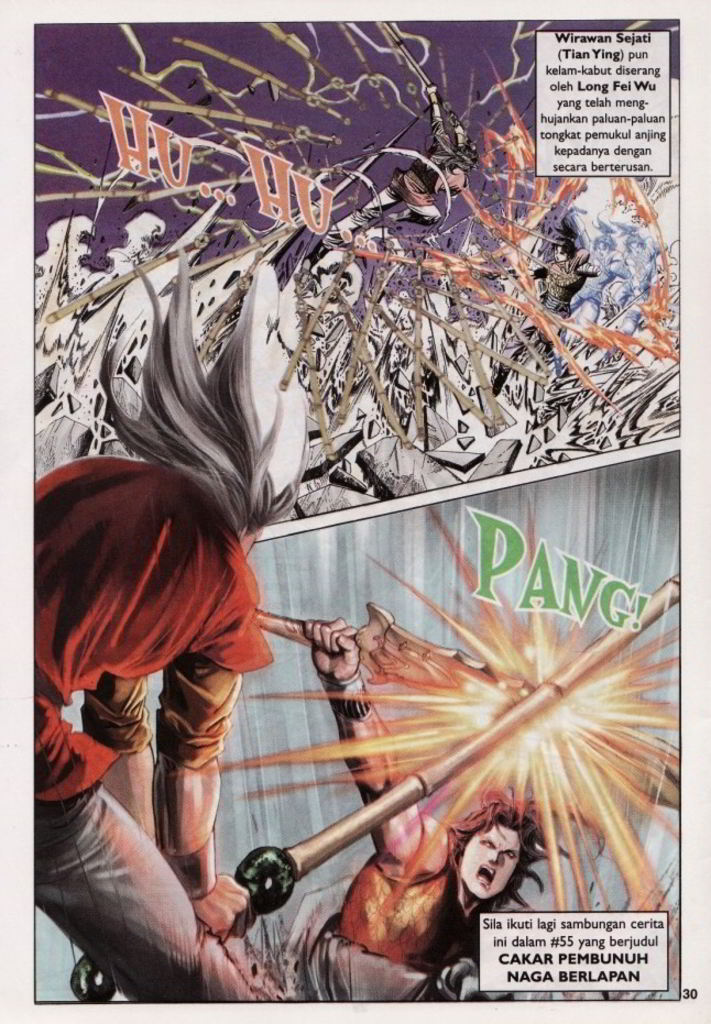 Wirawan Sejati
(Tian Ying) pun
kelam-kabut diserang
oleh Long Fei Wu
yang telah meng-
hujankan paluan-paluan
tongkat pemukul anjing
kepadanya dengan
secara berterusan.
HU... HU...
PANG!
Sila ikuti lagi sambungan cerita
ini dalam #55 yang berjudul
CAKAR PEMBUNUH
NAGA BERLAPAN
30